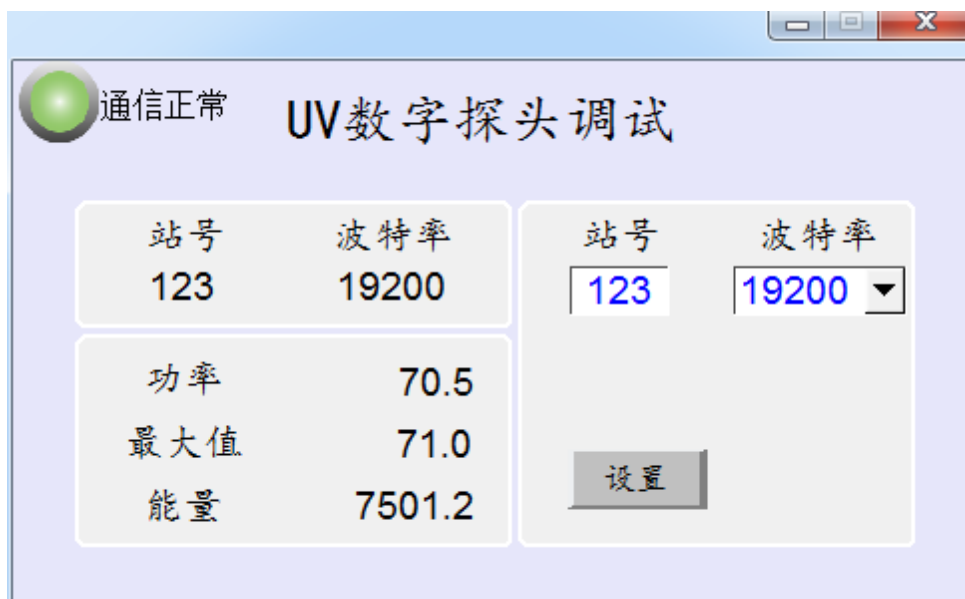 通信正常
UV数字探头调试
站号 波特率
123 19200
功率 70.5
最大值 71.0
能量 7501.2
站号 波特率
123 19200
设置